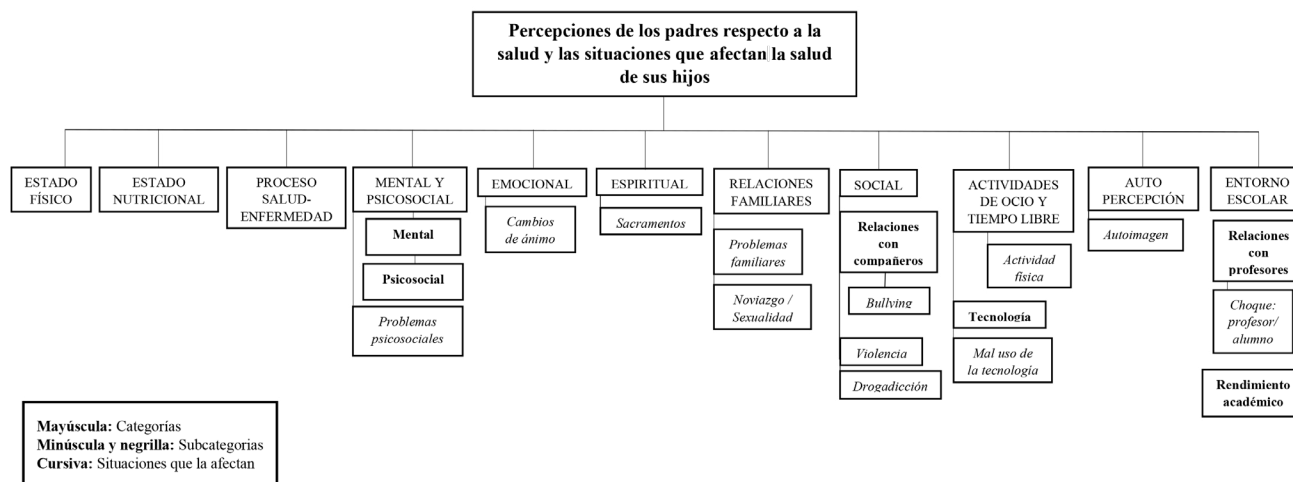 Percepciones de los padres respecto a la
salud y las situaciones que afectan la salud
de sus hijos
ESTADO
FÍSICO
ESTADO
NUTRICIONAL
PROCESO
SALUD-
ENFERMEDAD
MENTAL Y
PSICOSOCIAL
Mental
Psicosocial
Problemas
psicosociales
EMOCIONAL
Cambios
de ánimo
ESPIRITUAL
Sacramentos
RELACIONES
FAMILIARES
Problemas
familiares
Noviazgo /
Sexualidad
SOCIAL
Relaciones
con
compañeros
Bullying
Violencia
Drogadicción
ACTIVIDADES
DE OCIO Y
TIEMPO LIBRE
Actividad
física
Tecnología
Mal uso de
la tecnología
AUTO
PERCEPCIÓN
Autoimagen
ENTORNO
ESCOLAR
Relaciones
con
profesores
Choque:
profesor/
alumno
Rendimiento
académico
Mayúscula: Categorías
Minúscula y negrilla: Subcategorias
Cursiva: Situaciones que la afectan